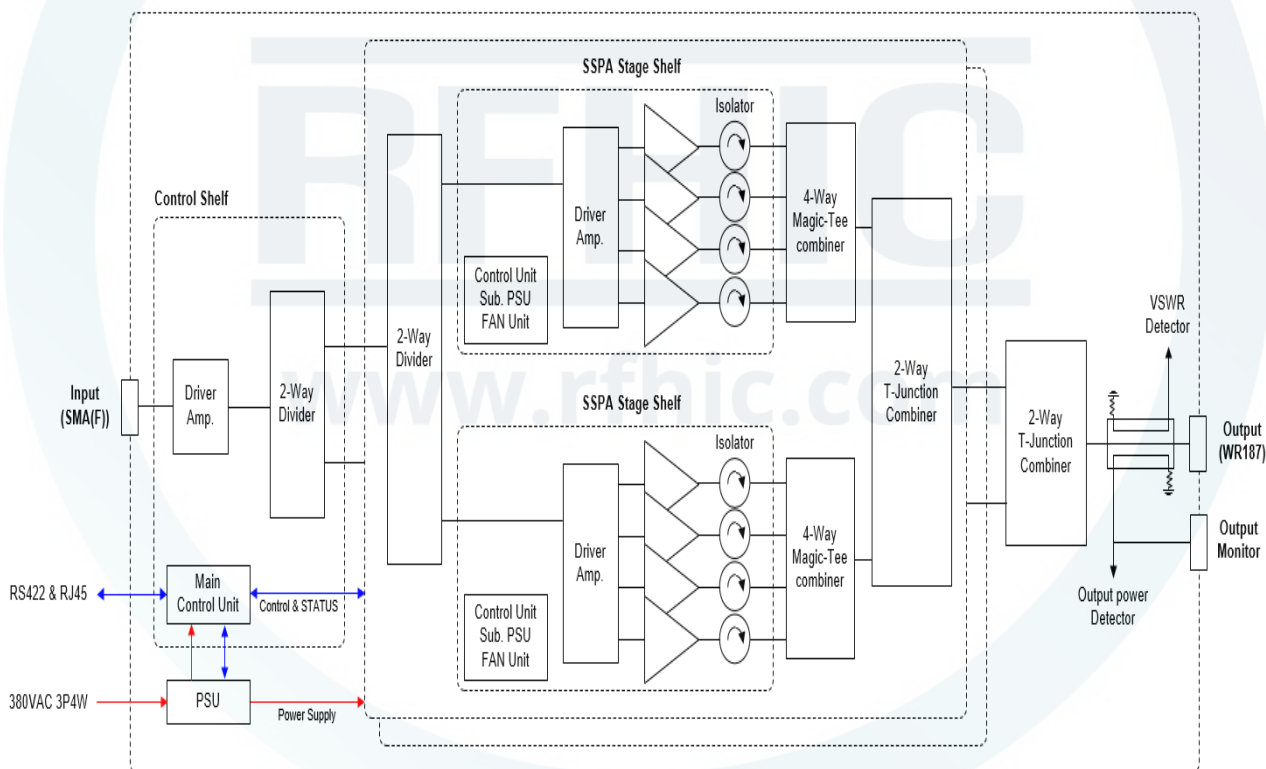 RFHIC
www.rfhic.com
SSPA Stage Shelf
Isolator
Control Shelf
Driver
Amp.
4-Way
Magic-Tee
combiner
Control Unit
Sub. PSU
FAN Unit
2-Way
Divider
VSWR
Detector
Input
(SMA(F))
Driver
Amp.
2-Way
Divider
2-Way
T-Junction
Combiner
SSPA Stage Shelf
2-Way
T-Junction
Combiner
Output
(WR187)
Isolator
Driver
Amp.
4-Way
Magic-Tee
combiner
Output
Monitor
RS422 & RJ45
Main
Control Unit
Control & STATUS
Control Unit
Sub. PSU
FAN Unit
Output power
Detector
380VAC 3P4W
PSU
Power Supply